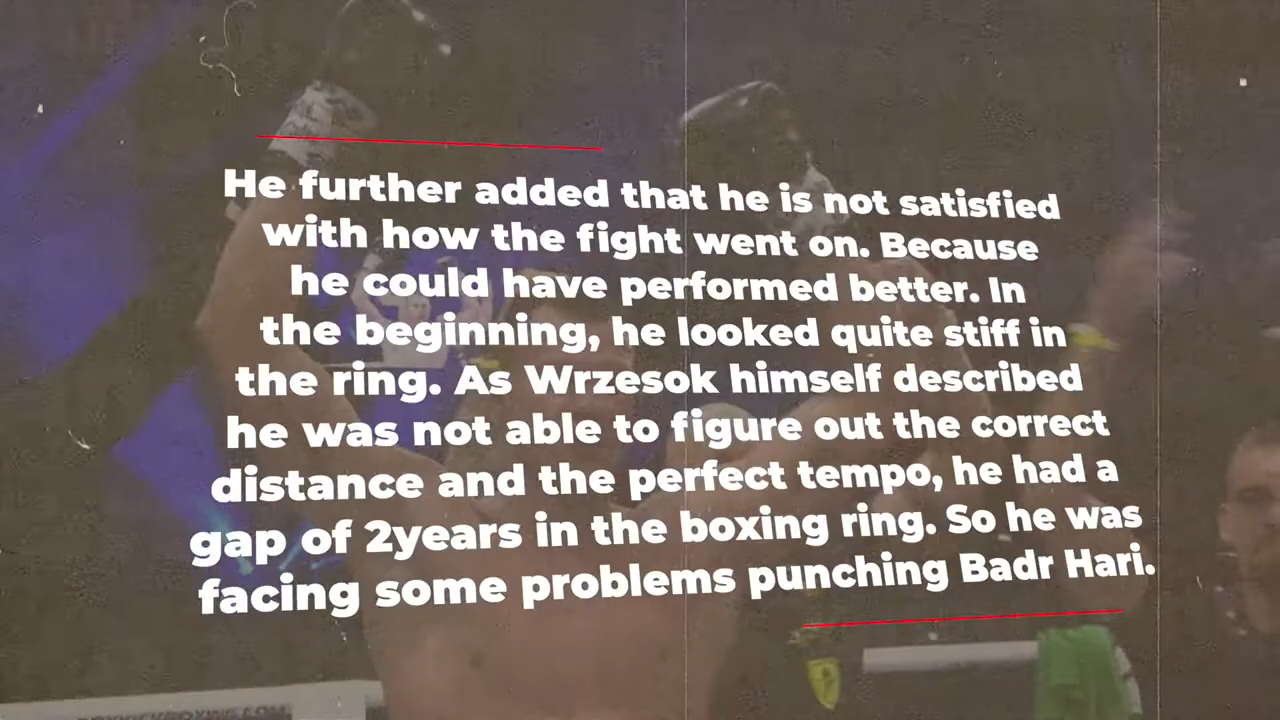 He further added that he is not satisfied
with how the fight went on. Because
he could have performed better. In
the beginning, he looked quite stiff in
the ring. As Wrzesok himself described
he was not able to figure out the correct
distance and the perfect tempo, he had a
gap of 2years in the boxing ring. So he was
facing some problems punching Badr Hari.